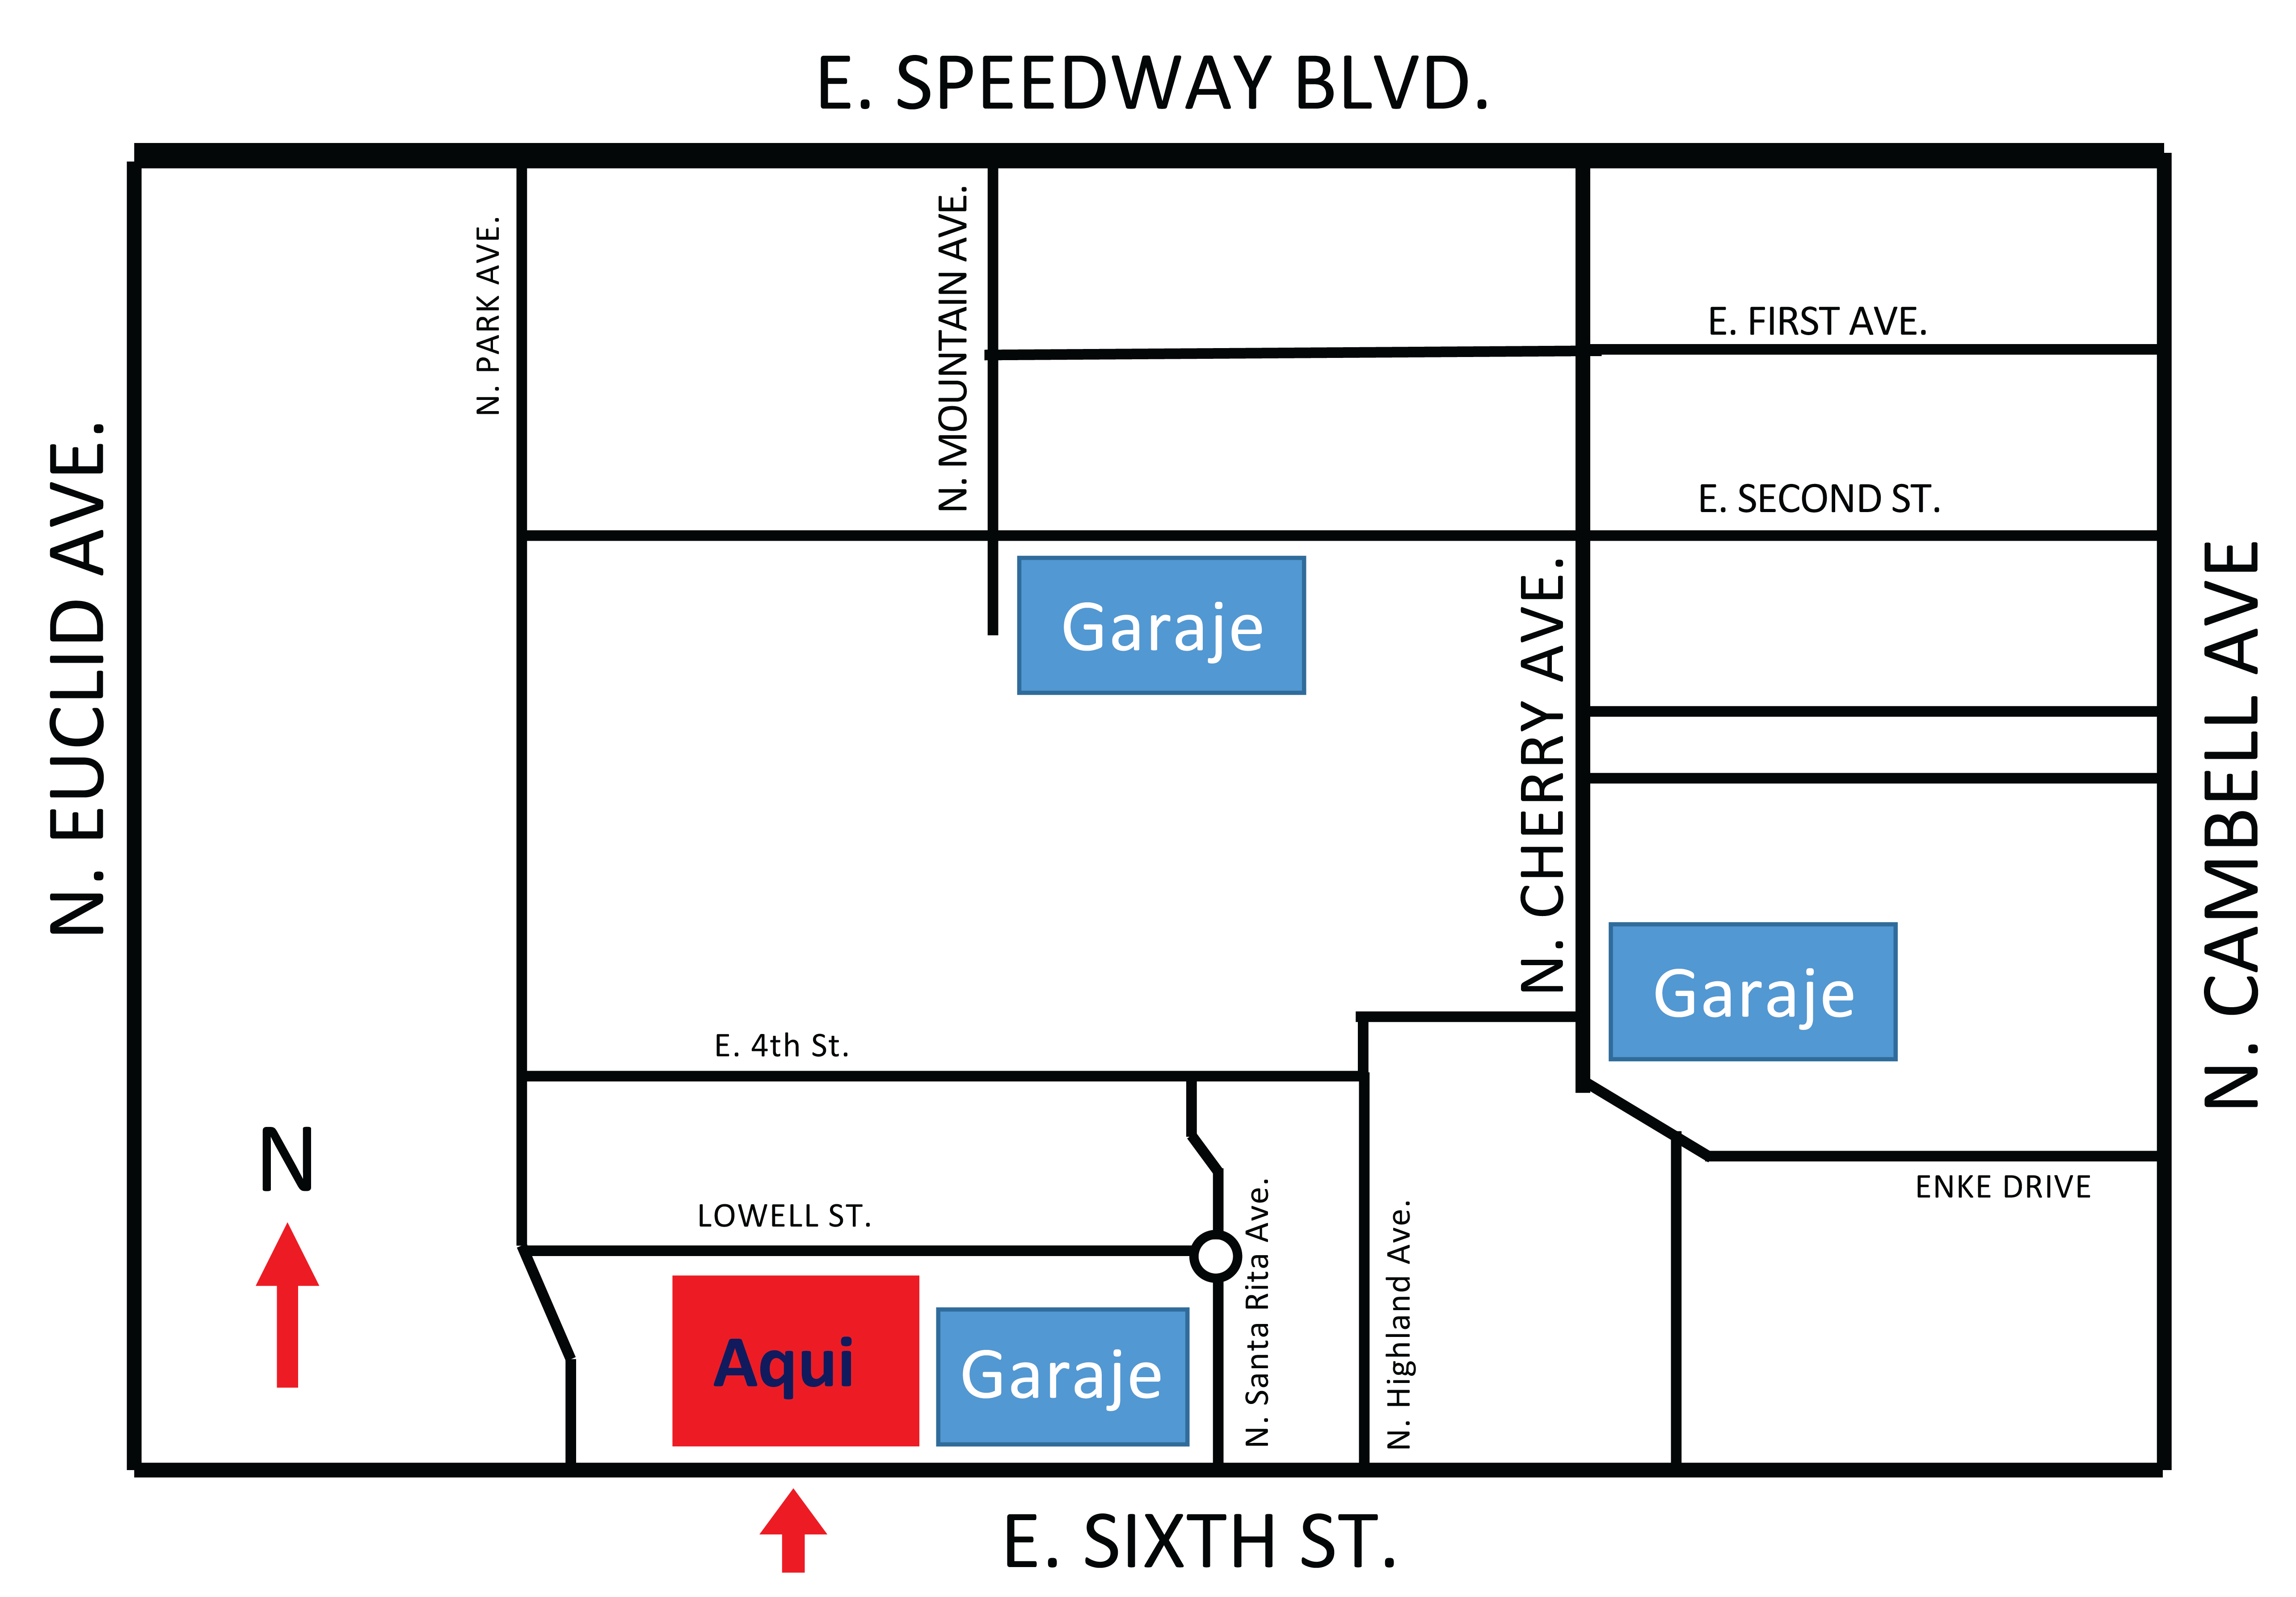 E. SPEEDWAY BLVD.
N. PARK AVE.
N. MOUNTAIN AVE.
E. FIRST AVE.
E. SECOND ST.
N. EUCLID AVE.
N. CHERRY AVE.
N. CAMBELL AVE
Garaje
Garaje
E. 4th St.
N
LOWELL ST.
N. Santa Rita Ave.
N. Highland Ave.
ENKE DRIVE
Aqui
Garaje
E. SIXTH ST.